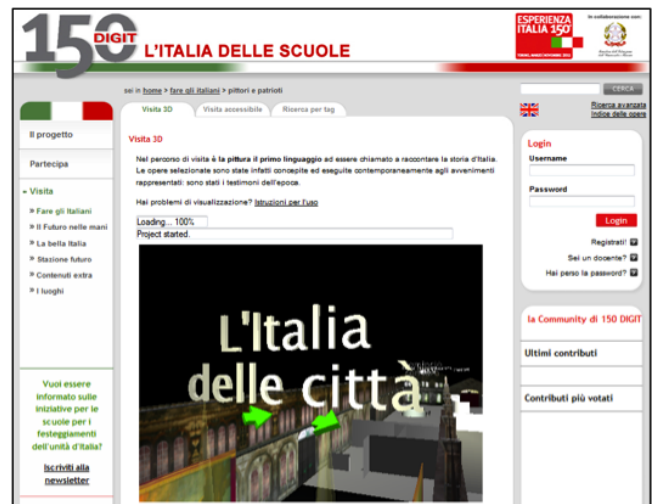 150 DIGIT
L'ITALIA DELLE SCUOLE
ESPERIENZA
ITALIA 150°
In collaborazione con:
sei in home > fare gli italiani > pittori e patrioti
CERCA
Visita 3D
Visita accessibile
Ricerca per tag
Ricerca avanzata
Indice delle opere
Il progetto
Partecipa
Visita
» Fare gli Italiani
» Il Futuro nelle mani
» La bella Italia
» Stazione futuro
» Contenuti extra
» I luoghi
Vuoi essere
informato sulle
iniziative per le
scuole per i
festeggiamenti
dell'unità d'Italia?
Iscriviti alla
newsletter
Visita 3D
Nel percorso di visita è la pittura il primo linguaggio ad essere chiamato a raccontare la storia d'Italia.
Le opere selezionate sono state infatti concepite ed eseguite contemporaneamente agli avvenimenti
rappresentati: sono stati i testimoni dell'epoca.
Hai problemi di visualizzazione? Istruzioni per l'uso
Loading... 100%
Project started.
L'Italia
delle città
Login
Username
Password
Login
Registrati!
Sei un docente?
Hai perso la password?
la Community di 150 DIGIT
Ultimi contributi
Contributi più votati